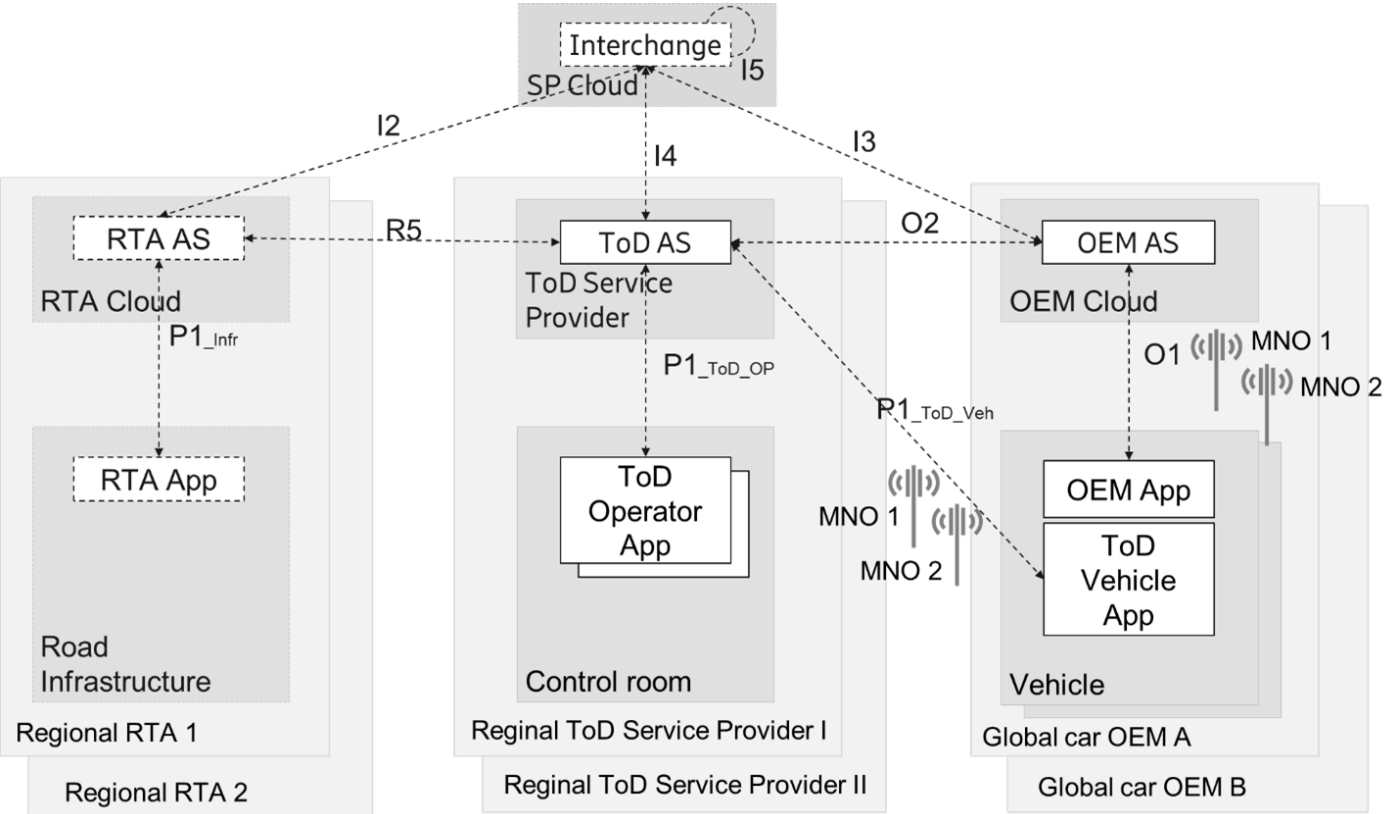 Interchange
SP Cloud
I5
I2
I4
I3
RTA AS
RTA Cloud
R5
ToD AS
ToD Service
Provider
O2
OEM AS
OEM Cloud
P1_Infr
P1_ToD_OP
P1_ToD_Veh
O1
MNO 1
MNO 2
RTA App
Road
Infrastructure
ToD
Operator
App
Control room
MNO 1
MNO 2
OEM App
ToD
Vehicle
App
Vehicle
Regional RTA 1
Regional RTA 2
Reginal ToD Service Provider I
Reginal ToD Service Provider II
Global car OEM A
Global car OEM B